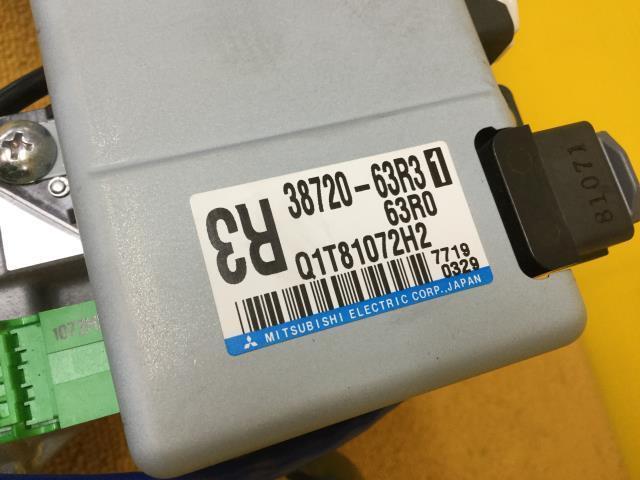 R3
38720-63R3 1
63R0
Q1T81072H2
7719
0329
MITSUBISHI ELECTRIC CORP., JAPAN
81071